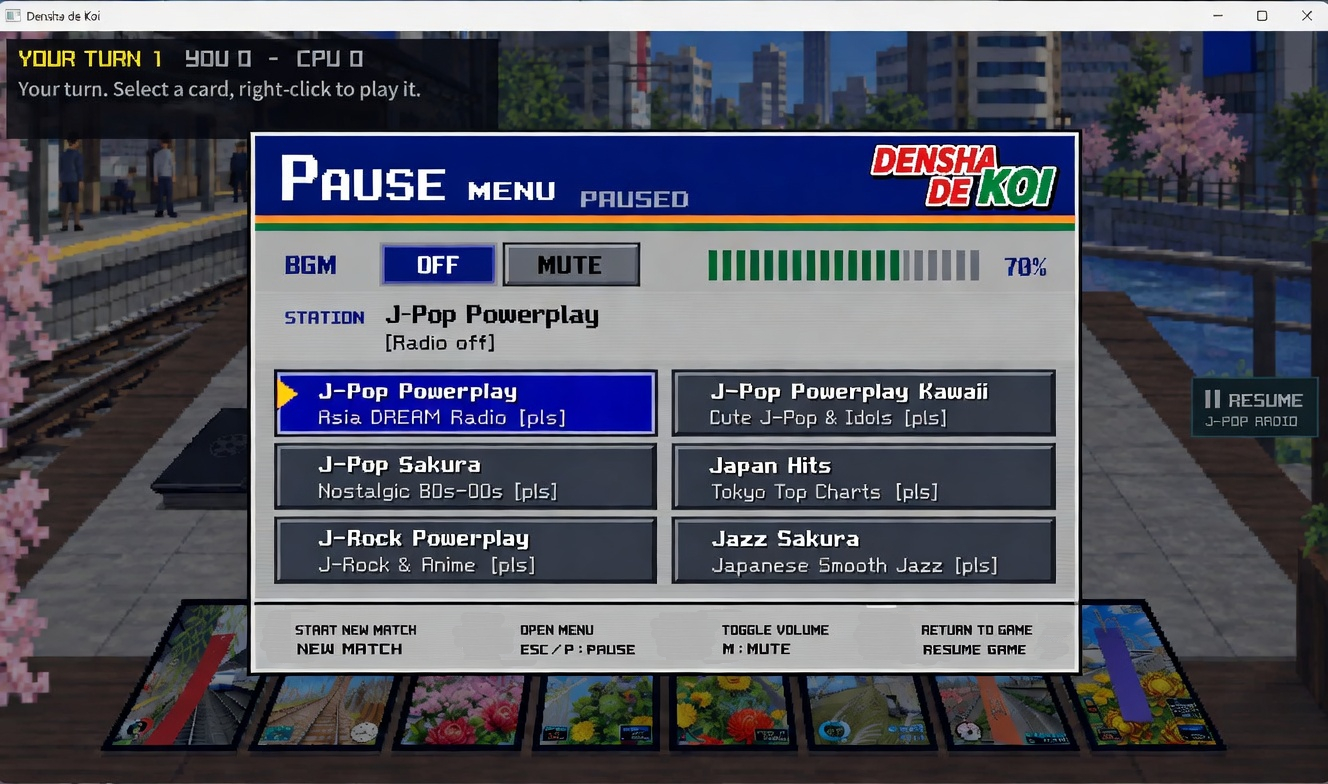 Densha de Koi
YOUR TURN 1 YOU 0 - CPU 0
Your turn. Select a card, right-click to play it.
PAUSE MENU PAUSED
DENSHA DE KOI
BGM OFF MUTE 70%
STATION J-Pop Powerplay
[Radio off]
J-Pop Powerplay
Asia DREAM Radio [pls]
J-Pop Powerplay Kawaii
Cute J-Pop & Idols [pls]
J-Pop Sakura
Nostalgic 80s-00s [pls]
Japan Hits
Tokyo Top Charts [pls]
J-Rock Powerplay
J-Rock & Anime [pls]
Jazz Sakura
Japanese Smooth Jazz [pls]
RESUME
J-POP RADIO
START NEW MATCH
NEW MATCH
OPEN MENU
ESC/P:PAUSE
TOGGLE VOLUME
M:MUTE
RETURN TO GAME
RESUME GAME